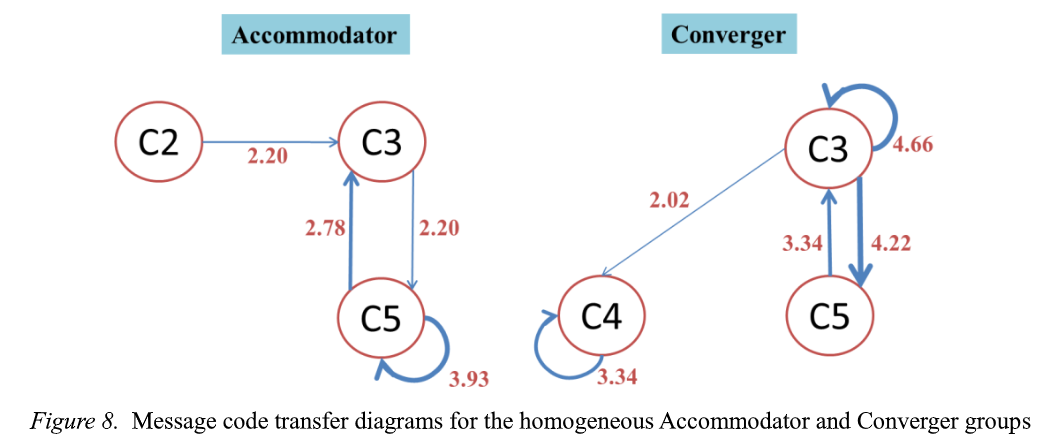 Accommodator
Converger
C2
2.20
C3
2.78
2.20
C5
3.93
C3
4.66
2.02
3.34
4.22
C4
3.34
C5
Figure 8. Message code transfer diagrams for the homogeneous Accommodator and Converger groups